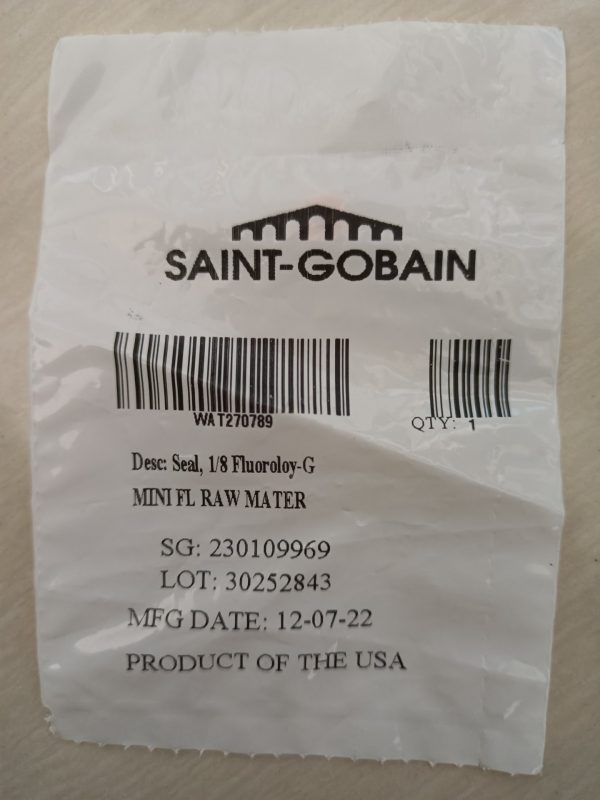 SAINT-GOBAIN
WAT270789
QTY: 1
Desc: Seal, 1/8 Fluoroloy-G
MINI FL RAW MATER
SG: 230109969
LOT: 30252843
MFG DATE: 12-07-22
PRODUCT OF THE USA